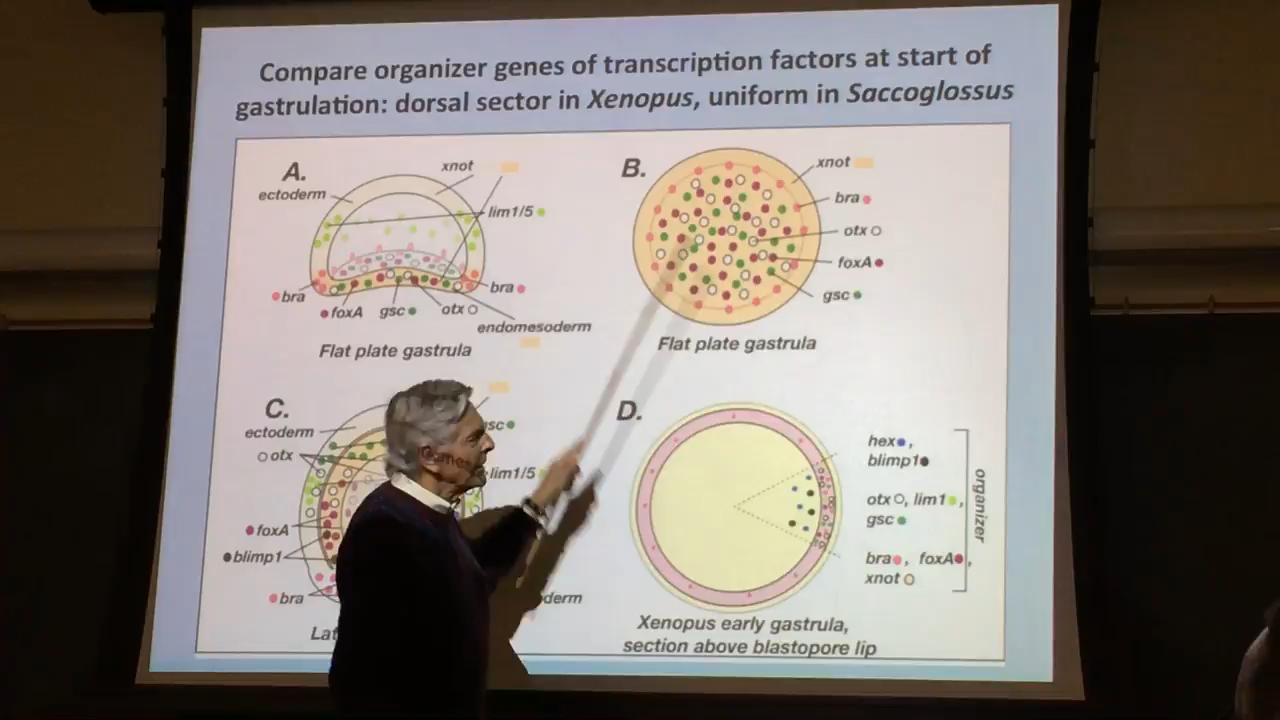 Compare organizer genes of transcription factors at start of
gastrulation: dorsal sector in Xenopus, uniform in Saccoglossus
A.
xnot
ectoderm
lim1/5
bra
bra
foxA
gsc
otx
endomesoderm
Flat plate gastrula
B.
xnot
bra
otx
foxA
gsc
Flat plate gastrula
C.
ectoderm
otx
gsc
lim1/5
foxA
blimp1
bra
D.
hex,
blimp1
otx, lim1,
gsc
bra, foxA,
xnot
organizer
Xenopus early gastrula,
section above blastopore lip